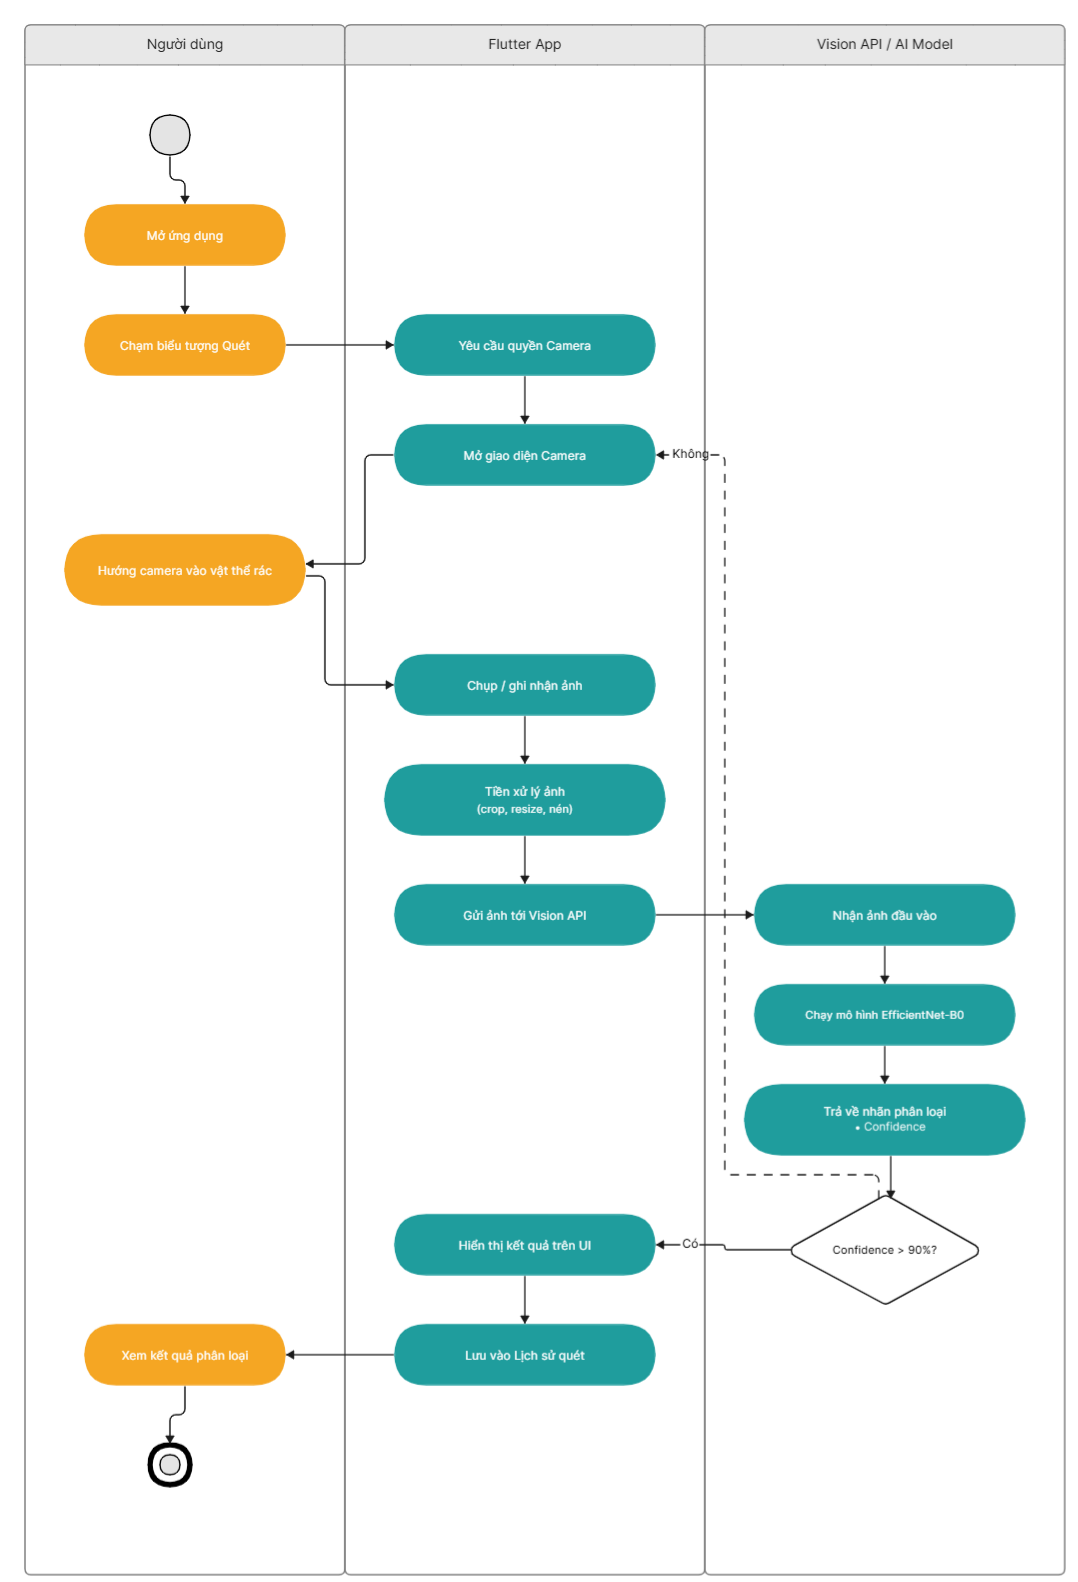 Người dùng
Flutter App
Vision API / AI Model
Mở ứng dụng
Chạm biểu tượng Quét
Yêu cầu quyền Camera
Mở giao diện Camera
Không
Hướng camera vào vật thể rác
Chụp / ghi nhận ảnh
Tiền xử lý ảnh
(crop, resize, nén)
Gửi ảnh tới Vision API
Nhận ảnh đầu vào
Chạy mô hình EfficientNet-B0
Trả về nhãn phân loại
• Confidence
Confidence > 90%?
Có
Hiển thị kết quả trên UI
Lưu vào Lịch sử quét
Xem kết quả phân loại